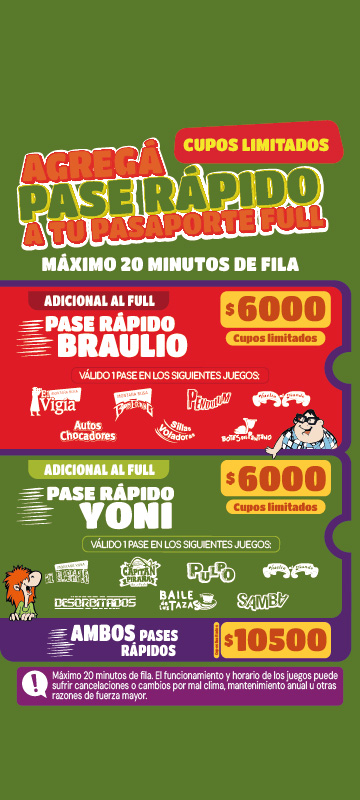 CUPOS LIMITADOS
AGREGÁ
PASE RÁPIDO
A TU PASAPORTE FULL
MÁXIMO 20 MINUTOS DE FILA
ADICIONAL AL FULL
PASE RÁPIDO
BRAULIO
$6000
Cupos limitados
VÁLIDO 1 PASE EN LOS SIGUIENTES JUEGOS:
el Vigía
PENDULUM
Autos
Chocadores
Sillas
Voladoras
ADICIONAL AL FULL
PASE RÁPIDO
YONI
$6000
Cupos limitados
VÁLIDO 1 PASE EN LOS SIGUIENTES JUEGOS:
CAPITÁN
PIRAÑA
PULPO
DESORBITADOS
BAILE
de las
TAZAS
SAMBA
AMBOS PASES
RÁPIDOS
$10500
Máximo 20 minutos de fila. El funcionamiento y horario de los juegos puede
sufrir cancelaciones o cambios por mal clima, mantenimiento anual u otras
razones de fuerza mayor.